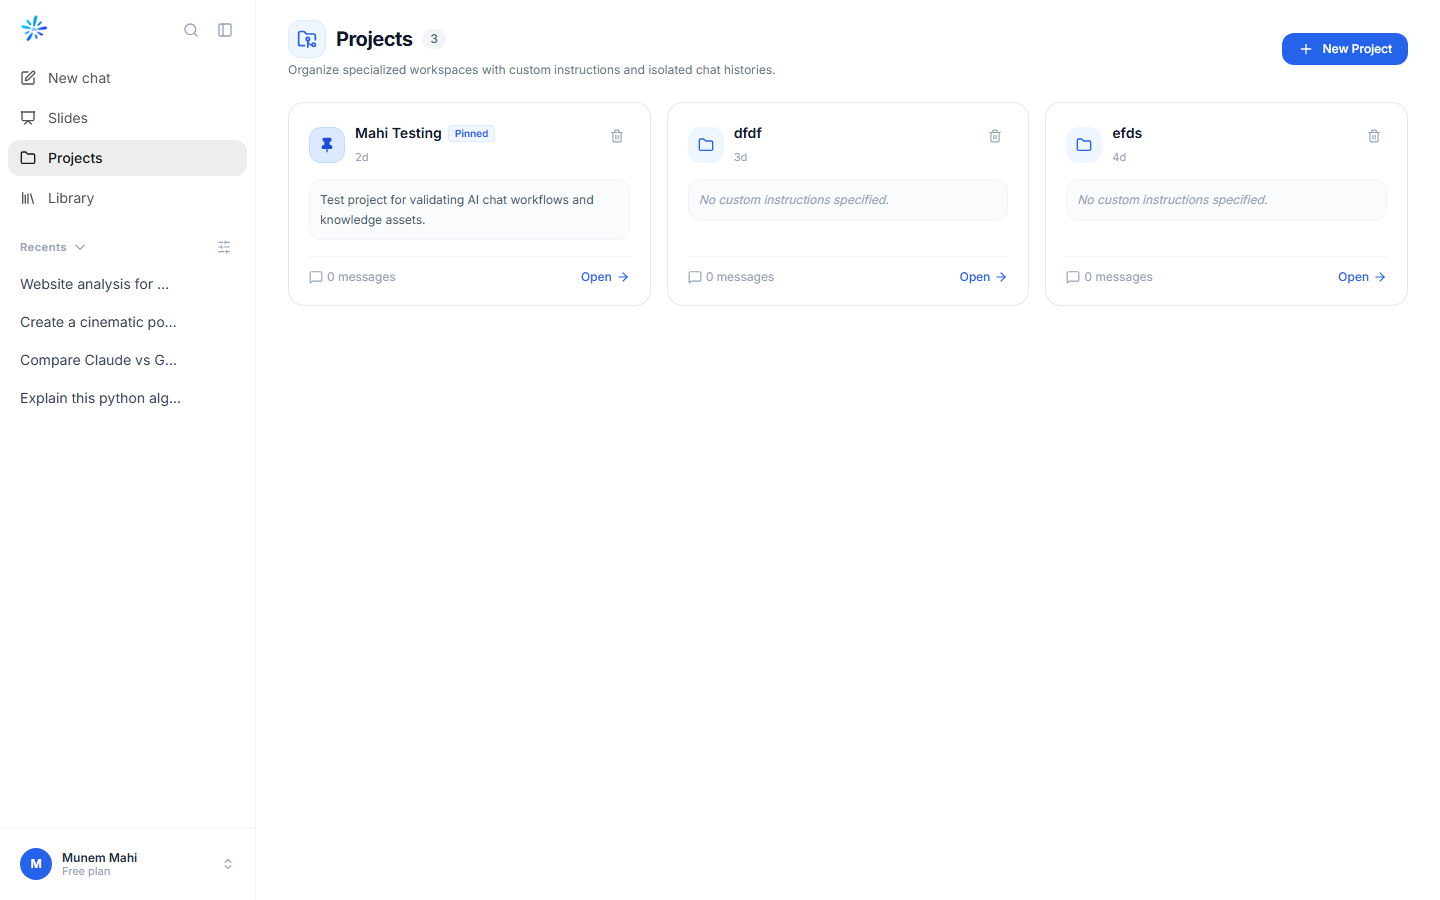 New chat
Slides
Projects
Library
Recents
Website analysis for ...
Create a cinematic po...
Compare Claude vs G...
Explain this python alg...
M
Munem Mahi
Free plan
Projects 3
Organize specialized workspaces with custom instructions and isolated chat histories.
New Project
Mahi Testing Pinned
2d
Test project for validating AI chat workflows and
knowledge assets.
0 messages Open
dfdf
3d
No custom instructions specified.
0 messages Open
efds
4d
No custom instructions specified.
0 messages Open